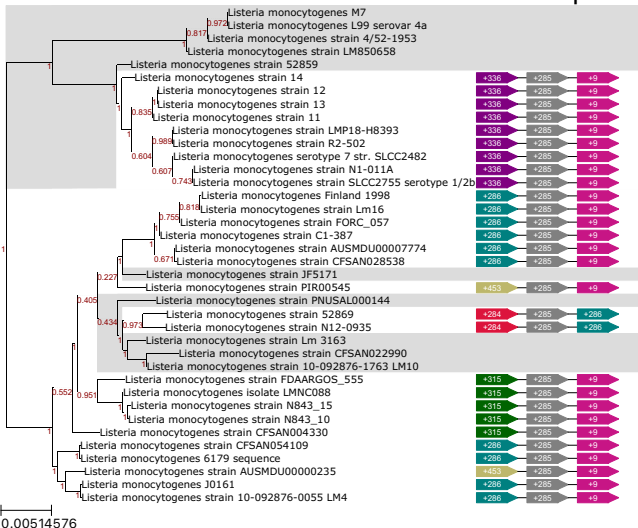 Listeria monocytogenes M7
0.972 Listeria monocytogenes L99 serovar 4a
0.817 Listeria monocytogenes strain 4/52-1953
1 Listeria monocytogenes strain LM850658
1 Listeria monocytogenes strain 52859
1 Listeria monocytogenes strain 14 +336 +285 +9
Listeria monocytogenes strain 12 +336 +285 +9
1 Listeria monocytogenes strain 13 +336 +285 +9
0.835 Listeria monocytogenes strain 11 +336 +285 +9
1 Listeria monocytogenes strain LMP18-H8393 +336 +285 +9
0.989 Listeria monocytogenes strain R2-502 +336 +285 +9
0.604 Listeria monocytogenes serotype 7 str. SLCC2482 +336 +285 +9
0.607 Listeria monocytogenes strain N1-011A +336 +285 +9
0.743 Listeria monocytogenes strain SLCC2755 serotype 1/2b +336 +285 +9
Listeria monocytogenes Finland 1998 +286 +285 +9
0.818 Listeria monocytogenes strain Lm16 +286 +285 +9
0.755 Listeria monocytogenes strain FORC_057 +286 +285 +9
1 Listeria monocytogenes strain C1-387 +286 +285 +9
1 Listeria monocytogenes strain AUSMDU00007774 +286 +285 +9
0.671 Listeria monocytogenes strain CFSAN028538 +286 +285 +9
0.227 Listeria monocytogenes strain JF5171
Listeria monocytogenes strain PIR00545 +453 +285 +9
0.405 Listeria monocytogenes strain PNUSAL000144
Listeria monocytogenes strain 52869 +284 +285 +286
0.434 0.973 Listeria monocytogenes strain N12-0935 +284 +285 +286
1 Listeria monocytogenes strain Lm 3163
1 Listeria monocytogenes strain CFSAN022990
1 Listeria monocytogenes strain 10-092876-1763 LM10
Listeria monocytogenes strain FDAARGOS_555 +315 +285 +9
0.552 0.951 Listeria monocytogenes isolate LMNC088 +315 +285 +9
1 Listeria monocytogenes strain N843_15 +315 +285 +9
1 Listeria monocytogenes strain N843_10 +315 +285 +9
1 Listeria monocytogenes strain CFSAN004330 +315 +285 +9
Listeria monocytogenes strain CFSAN054109 +286 +285 +9
1 Listeria monocytogenes 6179 sequence +286 +285 +9
1 Listeria monocytogenes strain AUSMDU00000235 +453 +285 +9
1 Listeria monocytogenes J0161 +286 +285 +9
1 Listeria monocytogenes strain 10-092876-0055 LM4 +286 +285 +9
0.00514576